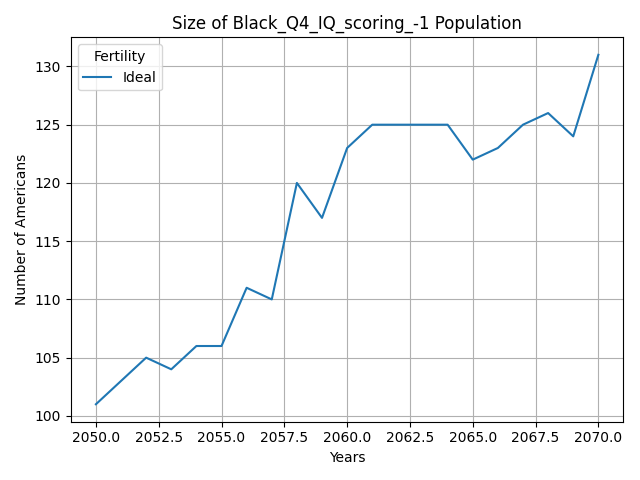 Size of Black_Q4_IQ_scoring_-1 Population
Fertility
Ideal
Number of Americans
130
125
120
115
110
105
100
2050.0 2052.5 2055.0 2057.5 2060.0 2062.5 2065.0 2067.5 2070.0
Years